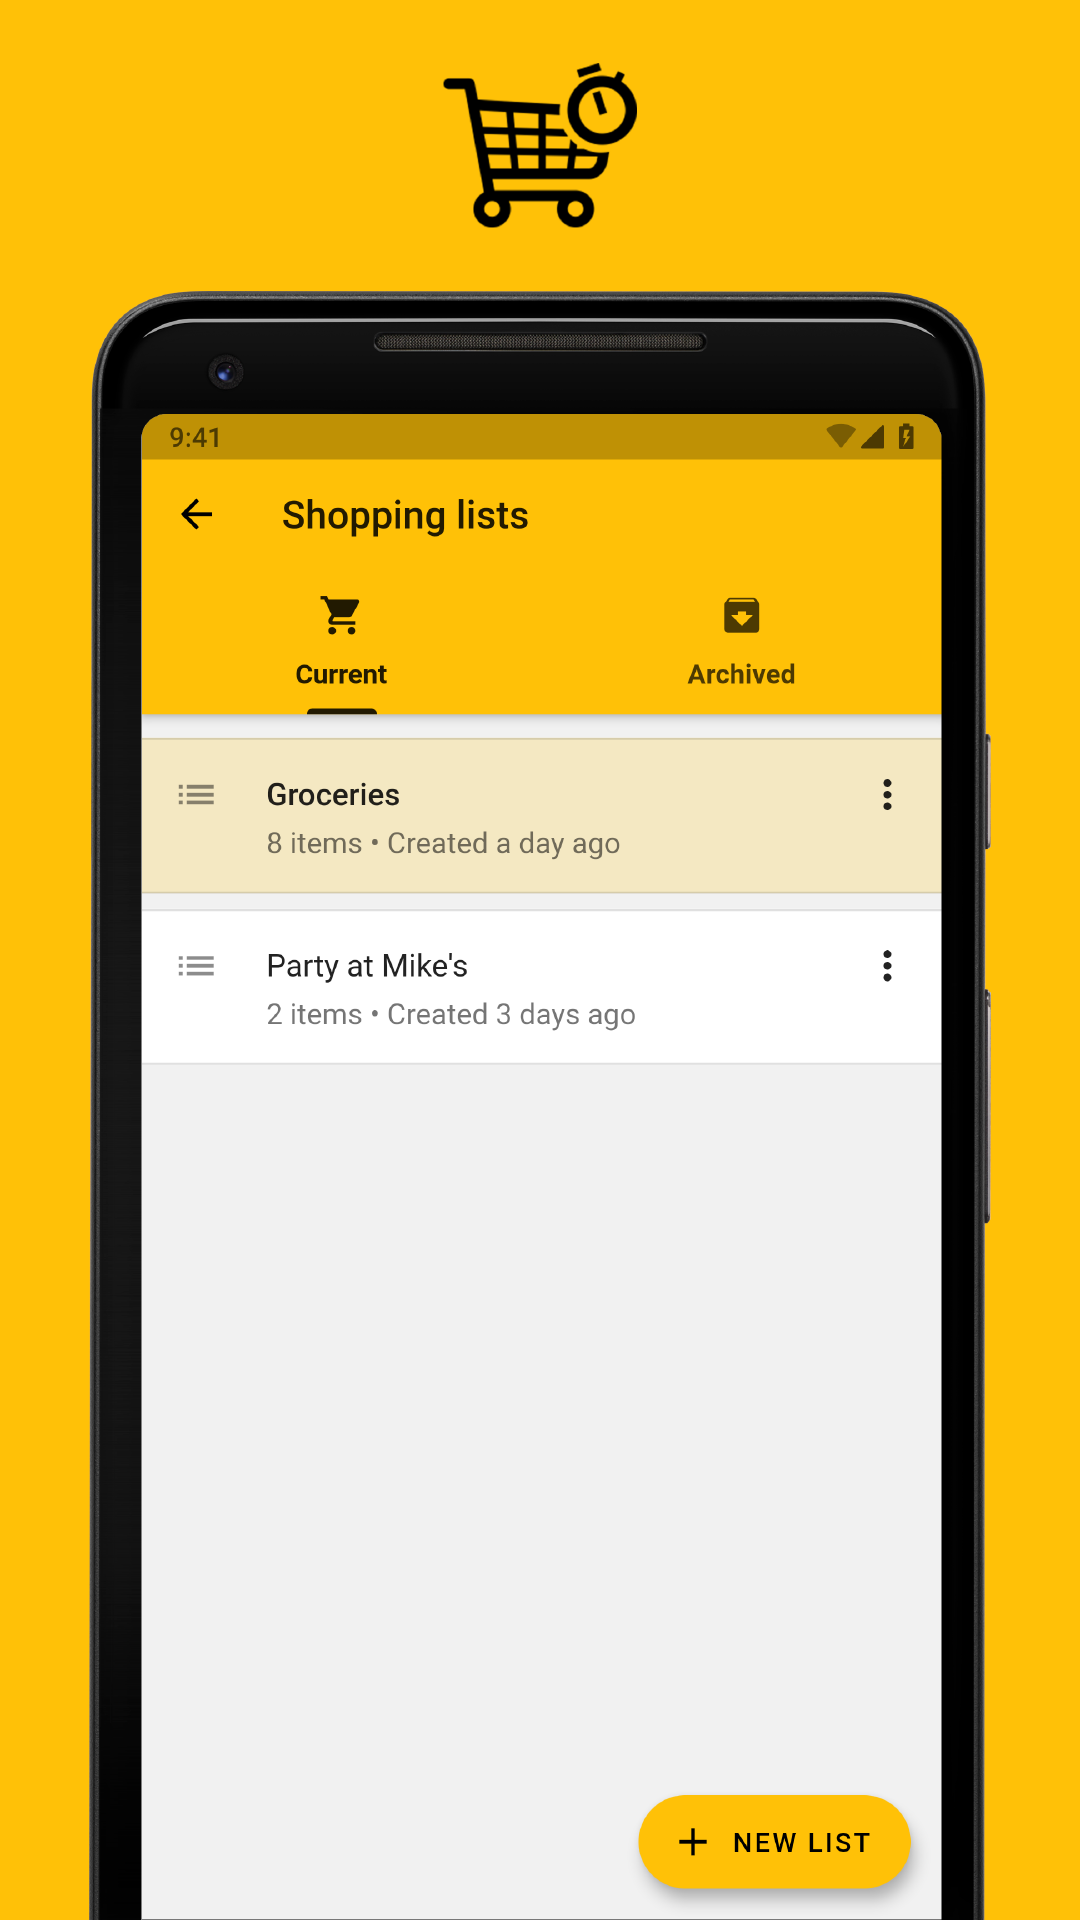 9:41
Shopping lists
Current
Archived
Groceries
8 items • Created a day ago
Party at Mike's
2 items • Created 3 days ago
NEW LIST